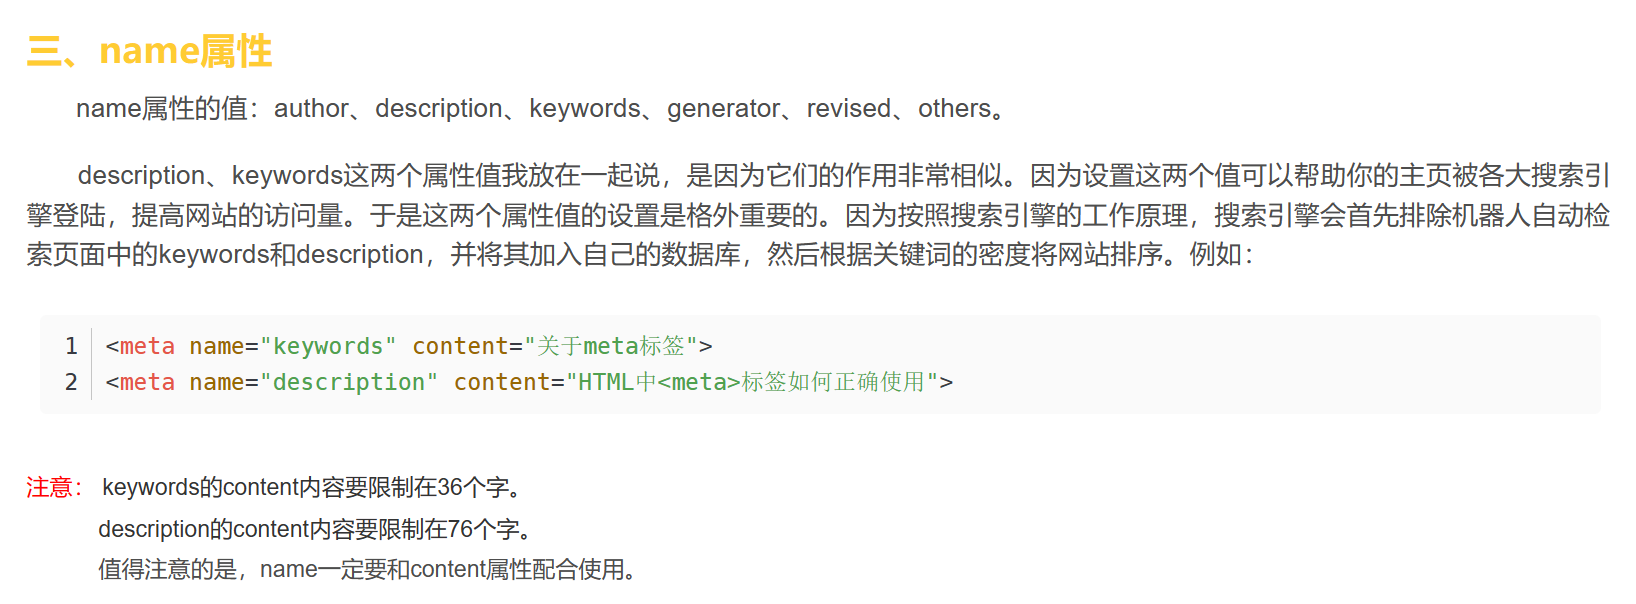 三、name属性
name属性的值：author、description、keywords、generator、revised、others。
description、keywords这两个属性值我放在一起说，是因为它们的作用非常相似。因为设置这两个值可以帮助你的主页被各大搜索引
擎登陆，提高网站的访问量。于是这两个属性值的设置是格外重要的。因为按照搜索引擎的工作原理，搜索引擎会首先排除机器人自动检
索页面中的keywords和description，并将其加入自己的数据库，然后根据关键词的密度将网站排序。例如：
1 <meta name="keywords" content="关于meta标签">
2 <meta name="description" content="HTML中<meta>标签如何正确使用">
注意： keywords的content内容要限制在36个字。
description的content内容要限制在76个字。
值得注意的是，name一定要和content属性配合使用。